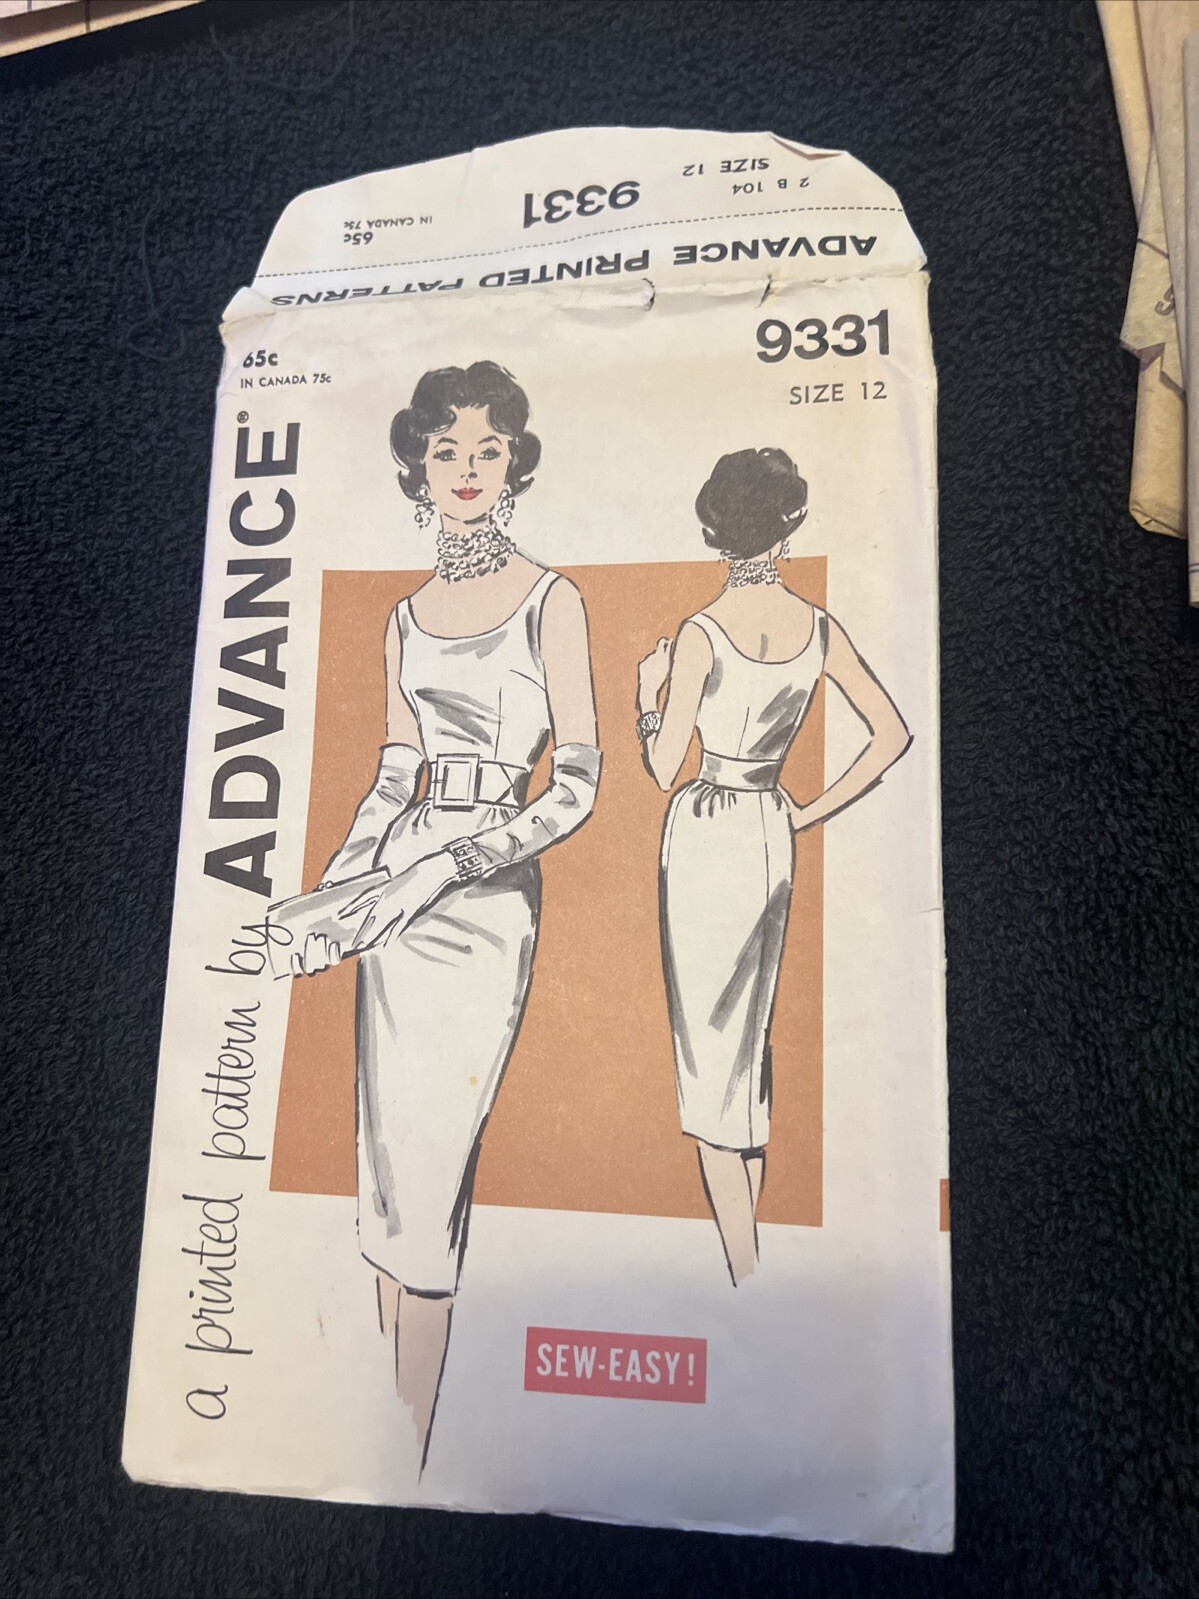 2 B 104
SIZE 12
9331
IN CANADA 75c
65c
ADVANCE PRINTED PATTERNS
65c
IN CANADA 75c
9331
SIZE 12
a printed pattern by ADVANCE®
SEW-EASY!